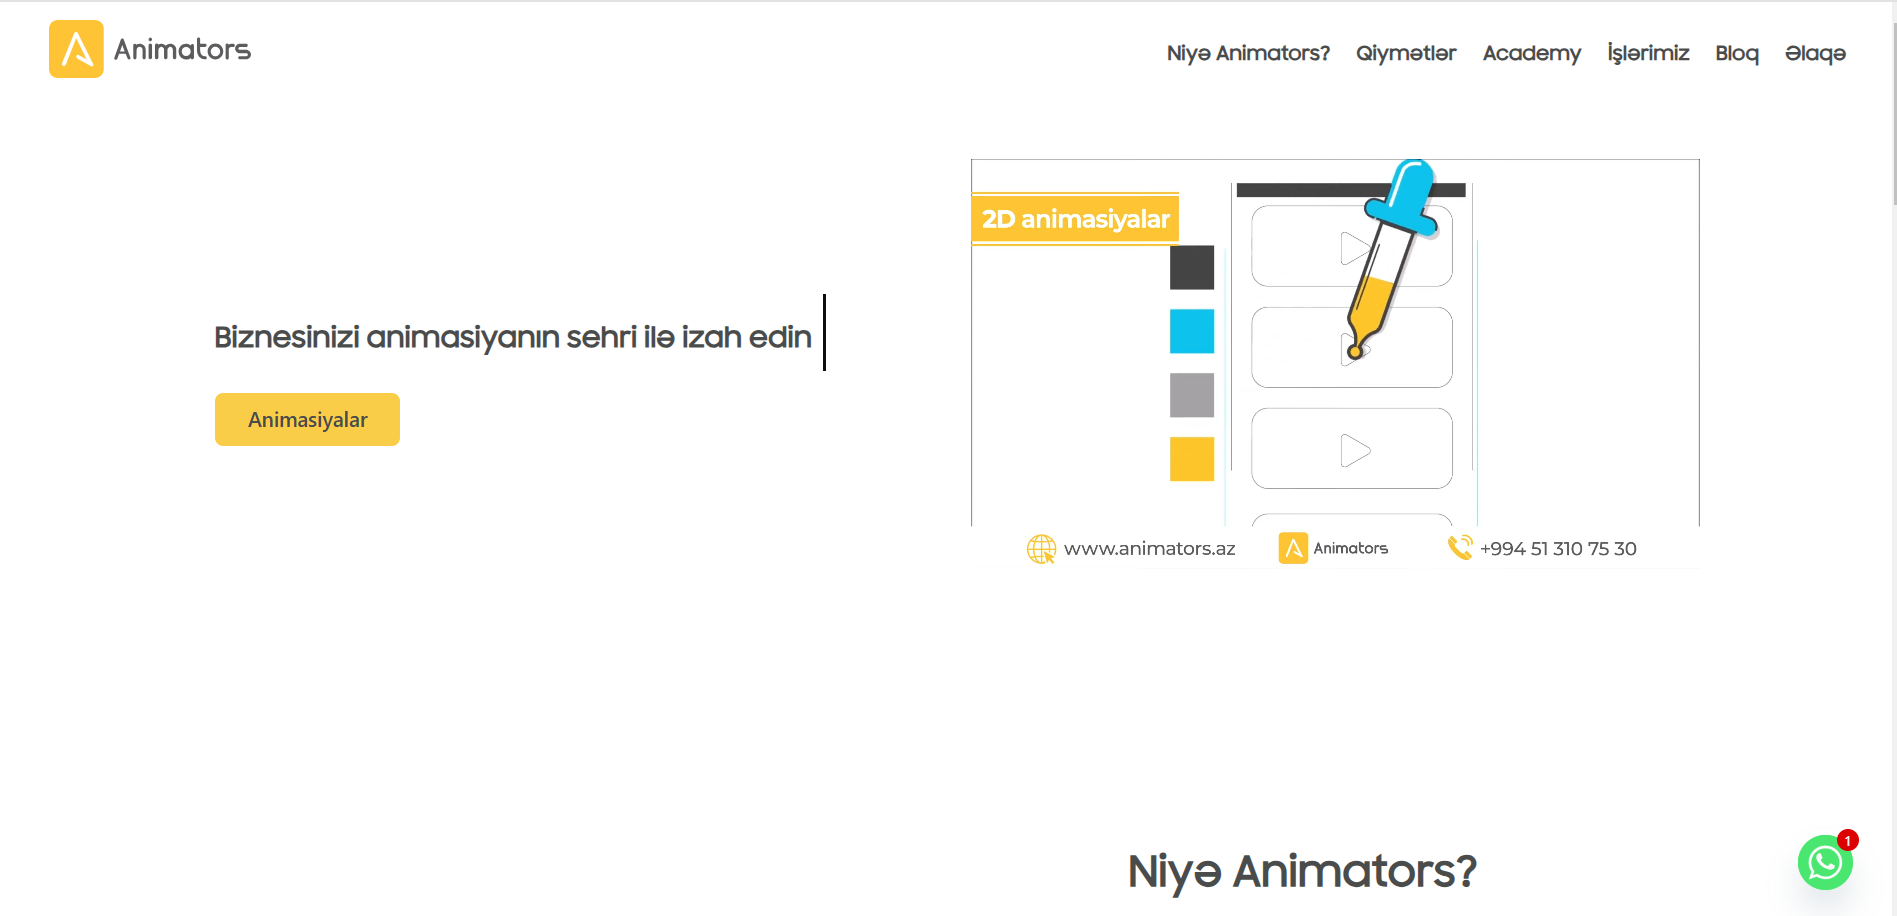 Animators
Niyə Animators? Qiymətlər Academy İşlərimiz Bloq Əlaqə
Biznesinizi animasiyanın sehri ilə izah edin
Animasiyalar
2D animasiyalar
www.animators.az Animators +994 51 310 75 30
Niyə Animators?
1